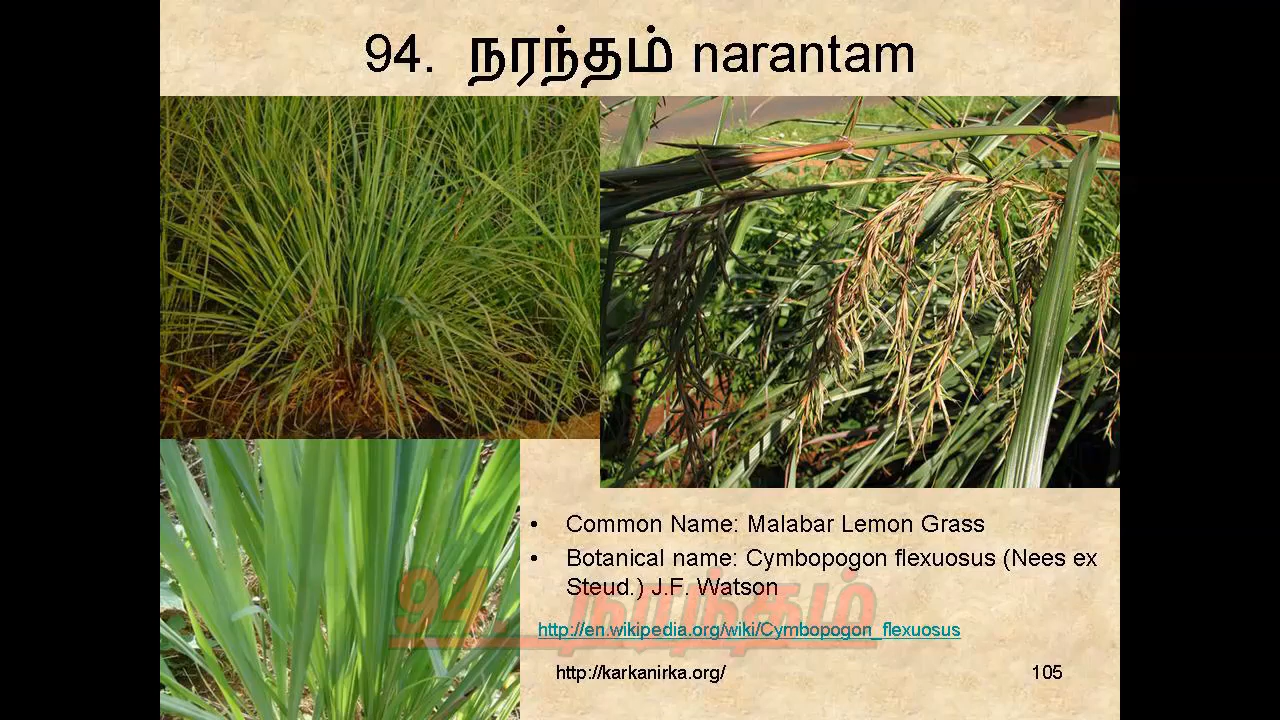 94. நரந்தம் narantam
• Common Name: Malabar Lemon Grass
• Botanical name: Cymbopogon flexuosus (Nees ex
Steud.) J.F. Watson
94. நரந்தம்
http://en.wikipedia.org/wiki/Cymbopogon_flexuosus
http://karkanirka.org/ 105